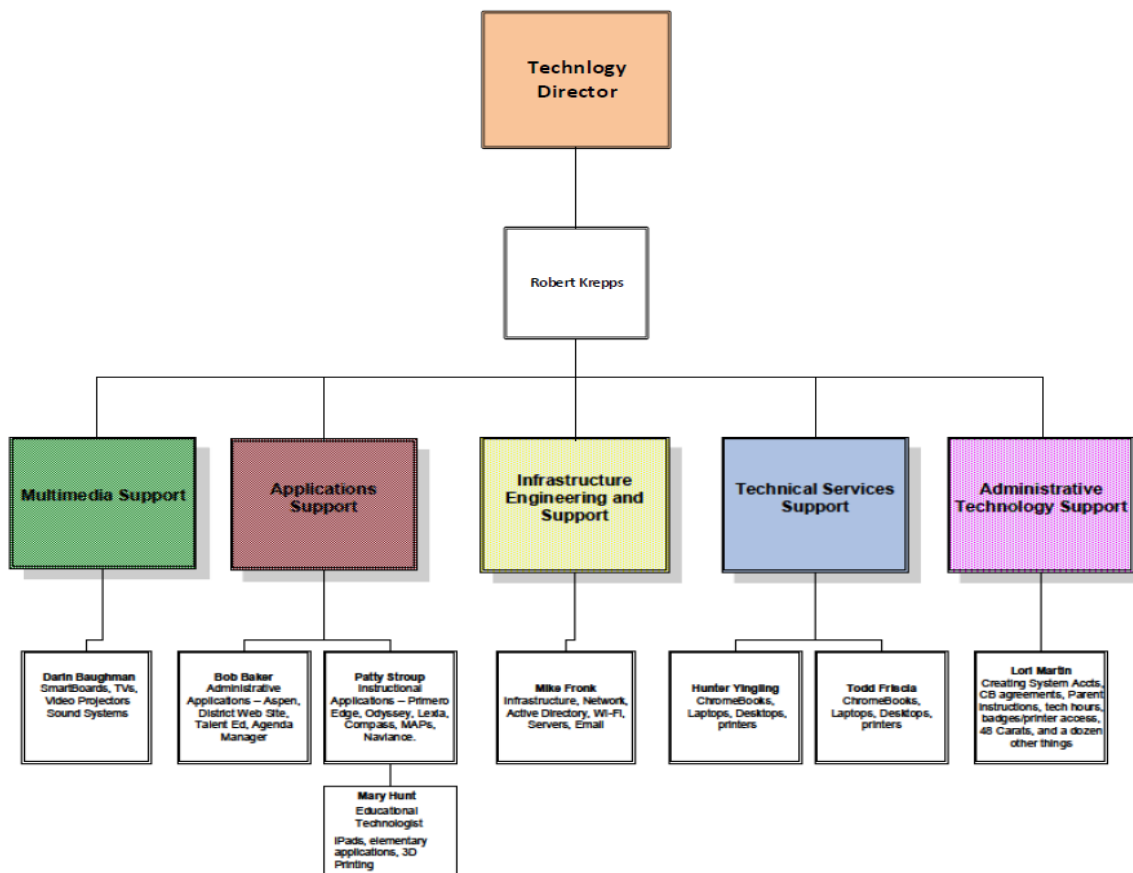 Technlogy
Director
Robert Krepps
Multimedia Support
Applications
Support
Infrastructure
Engineering and
Support
Technical Services
Support
Administrative
Technology Support
Darin Baughman
SmartBoards, TVs,
Video Projectors
Sound Systems
Bob Baker
Administrative
Applications – Aspen,
District Web Site,
Talent Ed, Agenda
Manager
Patty Stroup
Instructional
Applications – Primero
Edge, Odyssey, Lexia,
Compass, MAPs,
Naviance.
Mary Hunt
Educational
Technologist
IPads, elementary
applications, 3D
Printing
Mike Fronk
Infrastructure, Network,
Active Directory, Wi-Fi,
Servers, Email
Hunter Yingling
ChromeBooks,
Laptops, Desktops,
printers
Todd Friscia
ChromeBooks,
Laptops, Desktops,
printers
Lori Martin
Creating System Accts,
CB agreements, Parent
instructions, tech hours,
badges/printer access,
48 Carats, and a dozen
other things